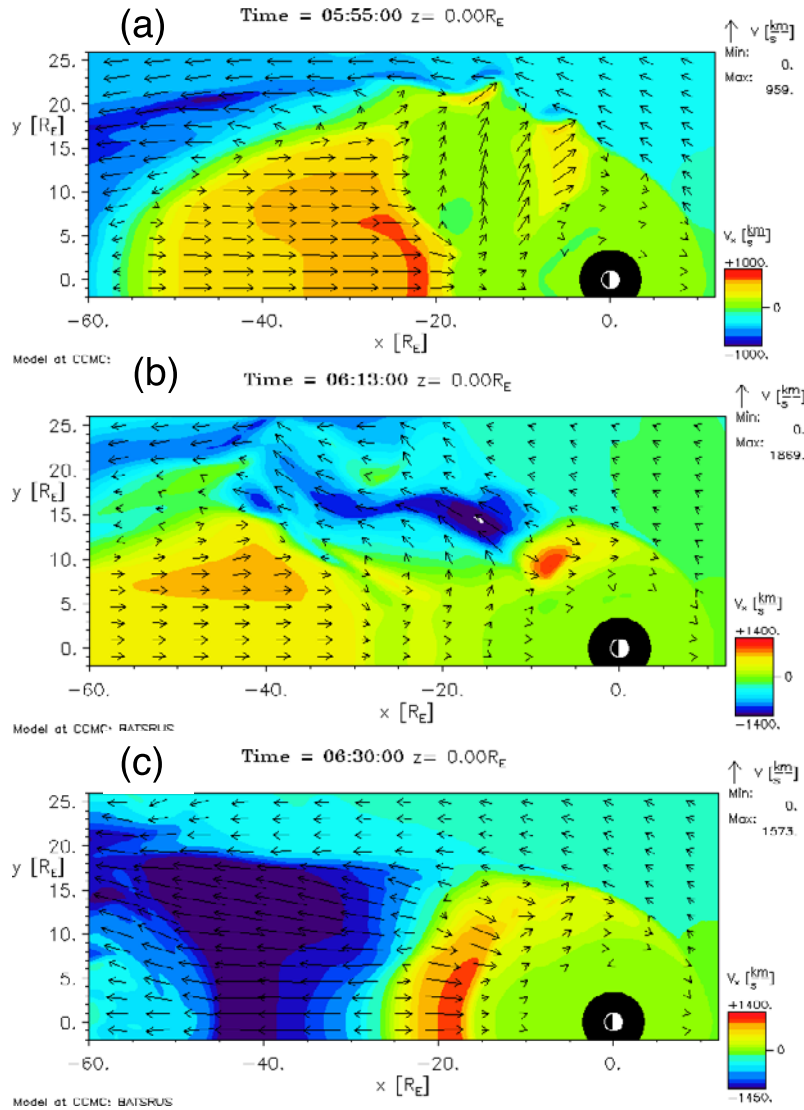 (a)
Time = 05:55:00 z= 0.00R_E
V [km/s]
Min:
0.
Max:
959.
25.
20.
y [R_E]
15.
10.
5.
0.
V_x [km/s]
+1000.
0
-1000.
-60.
-40.
-20.
0.
x [R_E]
Model at CCMC:
(b)
Time = 06:13:00 z= 0.00R_E
V [km/s]
Min:
0.
Max:
1869.
25.
20.
y [R_E]
15.
10.
5.
0.
V_x [km/s]
+1400.
0
-1400.
-60.
-40.
-20.
0.
x [R_E]
Model at CCMC: BATSRUS
(c)
Time = 06:30:00 z= 0.00R_E
V [km/s]
Min:
0.
Max:
1573.
25.
20.
y [R_E]
15.
10.
5.
0.
V_x [km/s]
+1400.
0
-1450.
-60.
-40.
-20.
0.
x [R_E]
Model at CCMC: BATSRUS